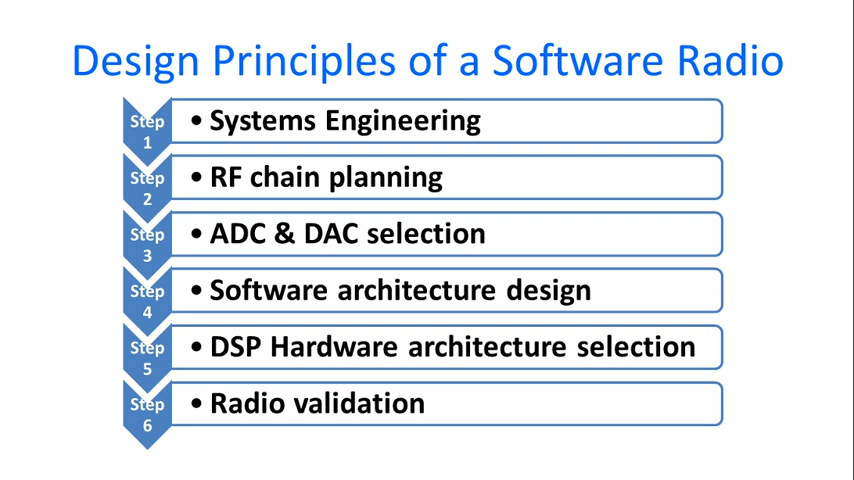 Design Principles of a Software Radio
Step
1
• Systems Engineering
Step
2
• RF chain planning
Step
3
• ADC & DAC selection
Step
4
• Software architecture design
Step
5
• DSP Hardware architecture selection
Step
6
• Radio validation